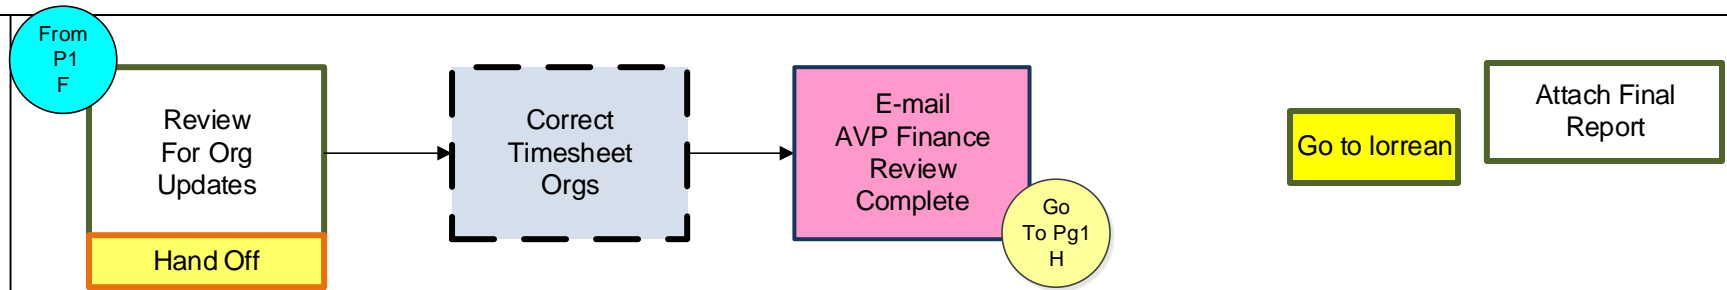 From
P1
F
Review
For Org
Updates
Hand Off
Correct
Timesheet
Orgs
E-mail
AVP Finance
Review
Complete
Go
To Pg1
H
Go to lorrean
Attach Final
Report